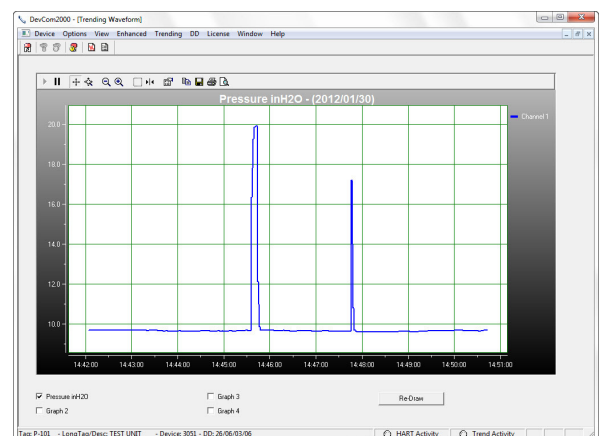 DevCom2000 - [Trending Waveform]
Device Options View Enhanced Trending DD License Window Help
Pressure inH2O - (2012/01/30)
Channel 1
20.0
18.0
16.0
14.0
12.0
10.0
14:42:00 14:43:00 14:44:00 14:45:00 14:46:00 14:47:00 14:48:00 14:49:00 14:50:00 14:51:00
Pressure inH2O Graph 3 Re-Draw
Graph 2 Graph 4
Tag: P-101 - LongTag/Desc: TEST UNIT - Device: 3051 - DD: 26/06/03/06 HART Activity Trend Activity